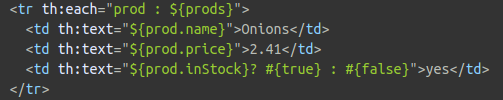 <tr th:each="prod : ${prods}">
  <td th:text="${prod.name}">Onions</td>
  <td th:text="${prod.price}">2.41</td>
  <td th:text="${prod.inStock}? #{true} : #{false}">yes</td>
</tr>